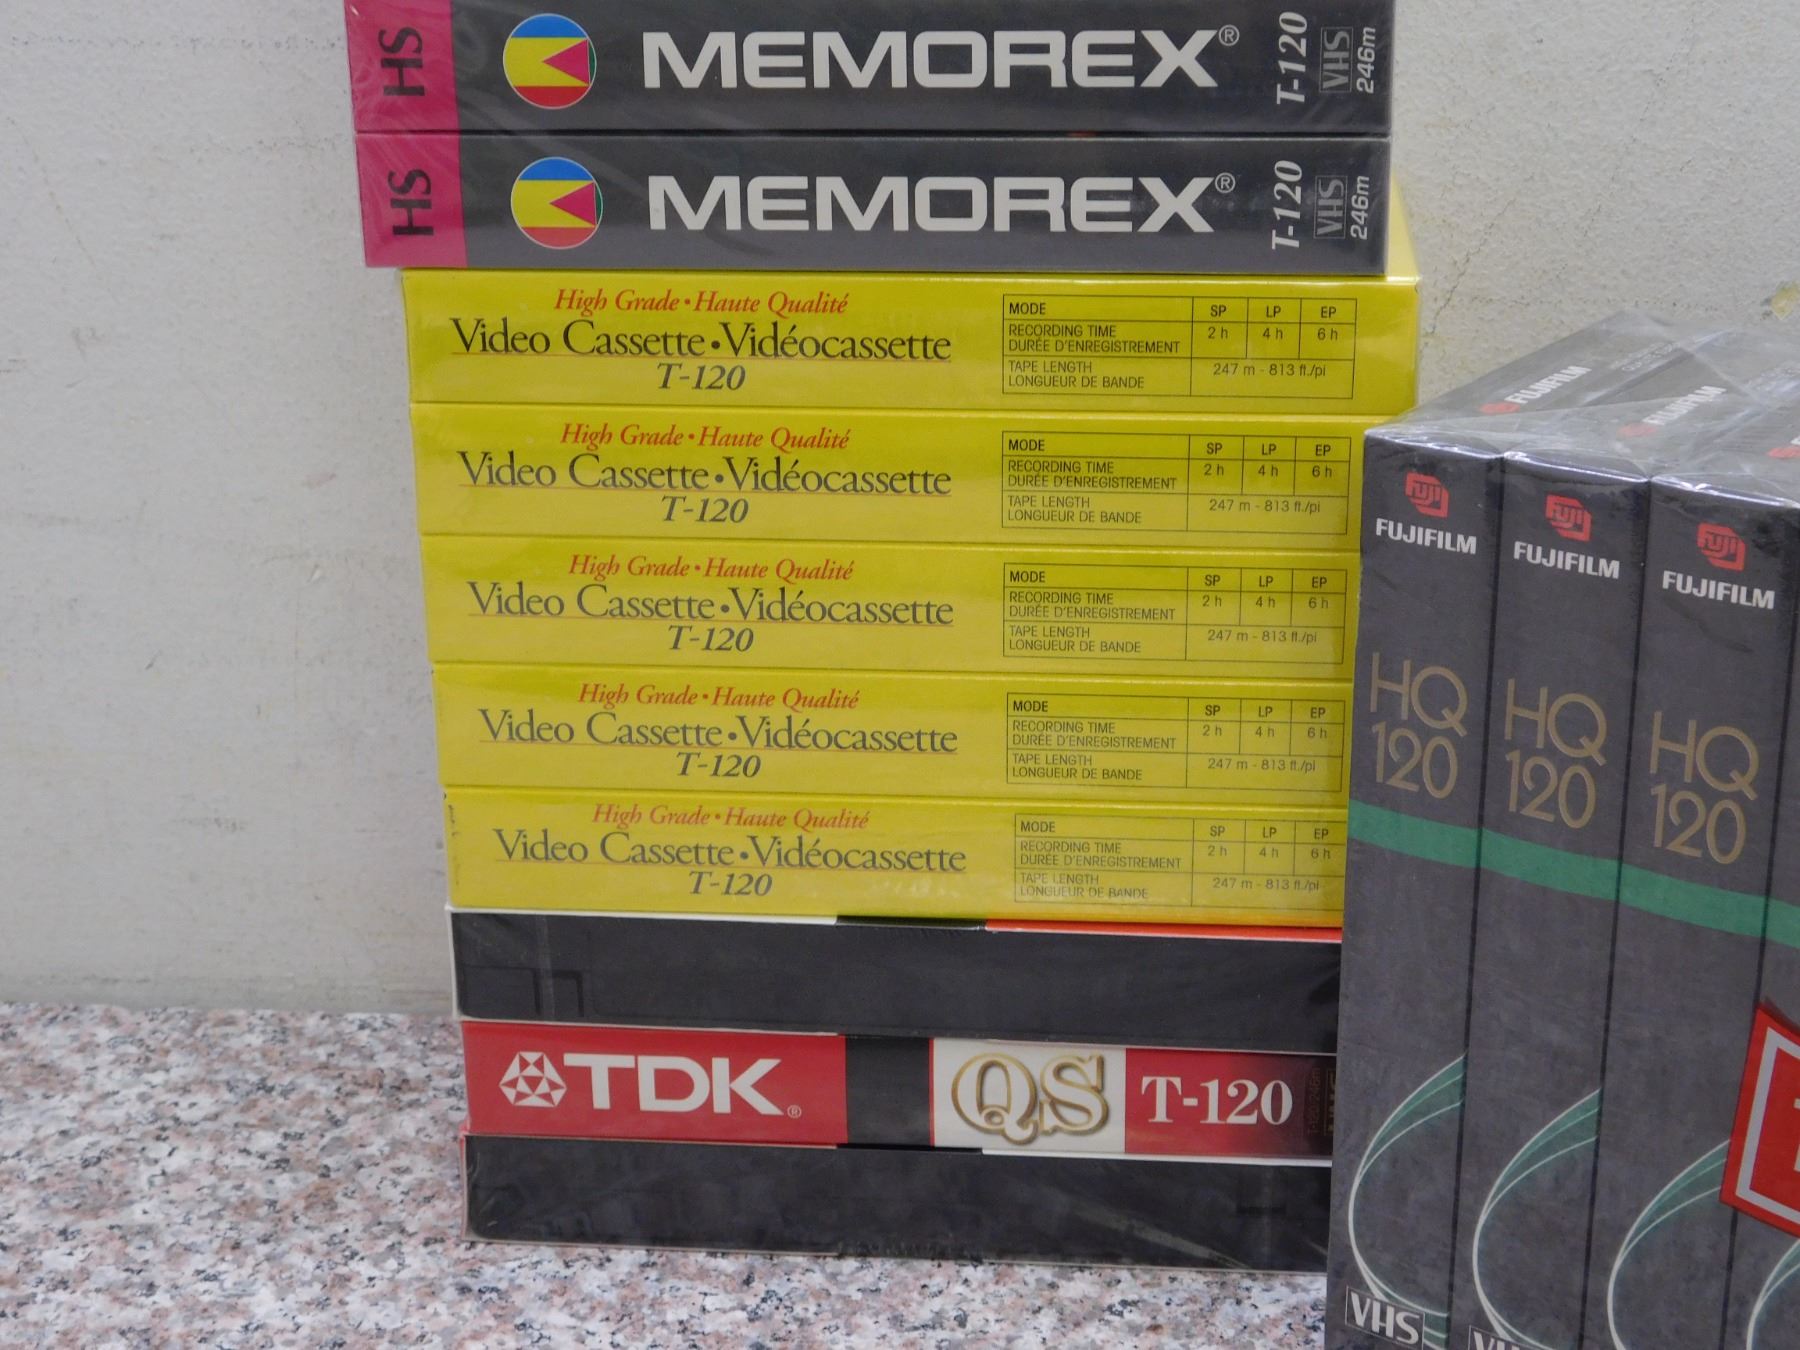 HS
MEMOREX®
T-120
VHS
246m
HS
MEMOREX®
T-120
VHS
246m
High Grade • Haute Qualité
Video Cassette • Vidéocassette
T-120
MODE SP LP EP
RECORDING TIME
DURÉE D'ENREGISTREMENT
2 h 4 h 6 h
TAPE LENGTH
LONGUEUR DE BANDE
247 m - 813 ft./pi
High Grade • Haute Qualité
Video Cassette • Vidéocassette
T-120
MODE SP LP EP
RECORDING TIME
DURÉE D'ENREGISTREMENT
2 h 4 h 6 h
TAPE LENGTH
LONGUEUR DE BANDE
247 m - 813 ft./pi
High Grade • Haute Qualité
Video Cassette • Vidéocassette
T-120
MODE SP LP EP
RECORDING TIME
DURÉE D'ENREGISTREMENT
2 h 4 h 6 h
TAPE LENGTH
LONGUEUR DE BANDE
247 m - 813 ft./pi
High Grade • Haute Qualité
Video Cassette • Vidéocassette
T-120
MODE SP LP EP
RECORDING TIME
DURÉE D'ENREGISTREMENT
2 h 4 h 6 h
TAPE LENGTH
LONGUEUR DE BANDE
247 m - 813 ft./pi
High Grade • Haute Qualité
Video Cassette • Vidéocassette
T-120
MODE SP LP EP
RECORDING TIME
DURÉE D'ENREGISTREMENT
2 h 4 h 6 h
TAPE LENGTH
LONGUEUR DE BANDE
247 m - 813 ft./pi
TDK®
QS
T-120
FUJIFILM
FUJIFILM
FUJI
FUJIFILM
HQ
120
VHS
FUJI
FUJIFILM
HQ
120
FUJI
FUJIFILM
HQ
120